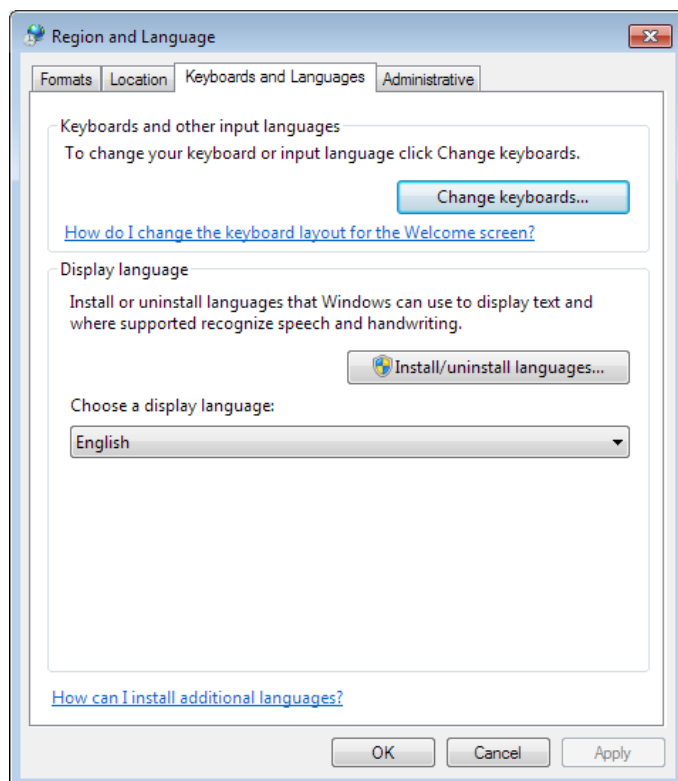 Region and Language
Formats Location Keyboards and Languages Administrative
Keyboards and other input languages
To change your keyboard or input language click Change keyboards.
Change keyboards...
How do I change the keyboard layout for the Welcome screen?
Display language
Install or uninstall languages that Windows can use to display text and
where supported recognize speech and handwriting.
Install/uninstall languages...
Choose a display language:
English
How can I install additional languages?
OK Cancel Apply